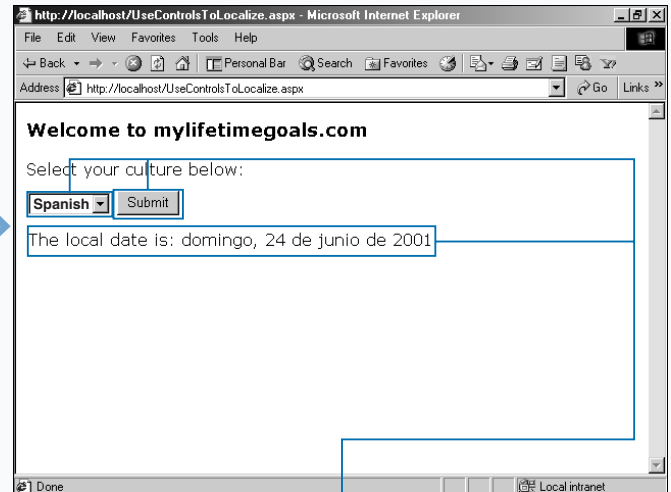 http://localhost/UseControlsToLocalize.aspx - Microsoft Internet Explorer
File Edit View Favorites Tools Help
Back Personal Bar Search Favorites
Address http://localhost/UseControlsToLocalize.aspx Go Links »
Welcome to mylifetimegoals.com
Select your culture below:
Spanish Submit
The local date is: domingo, 24 de junio de 2001
Done Local intranet